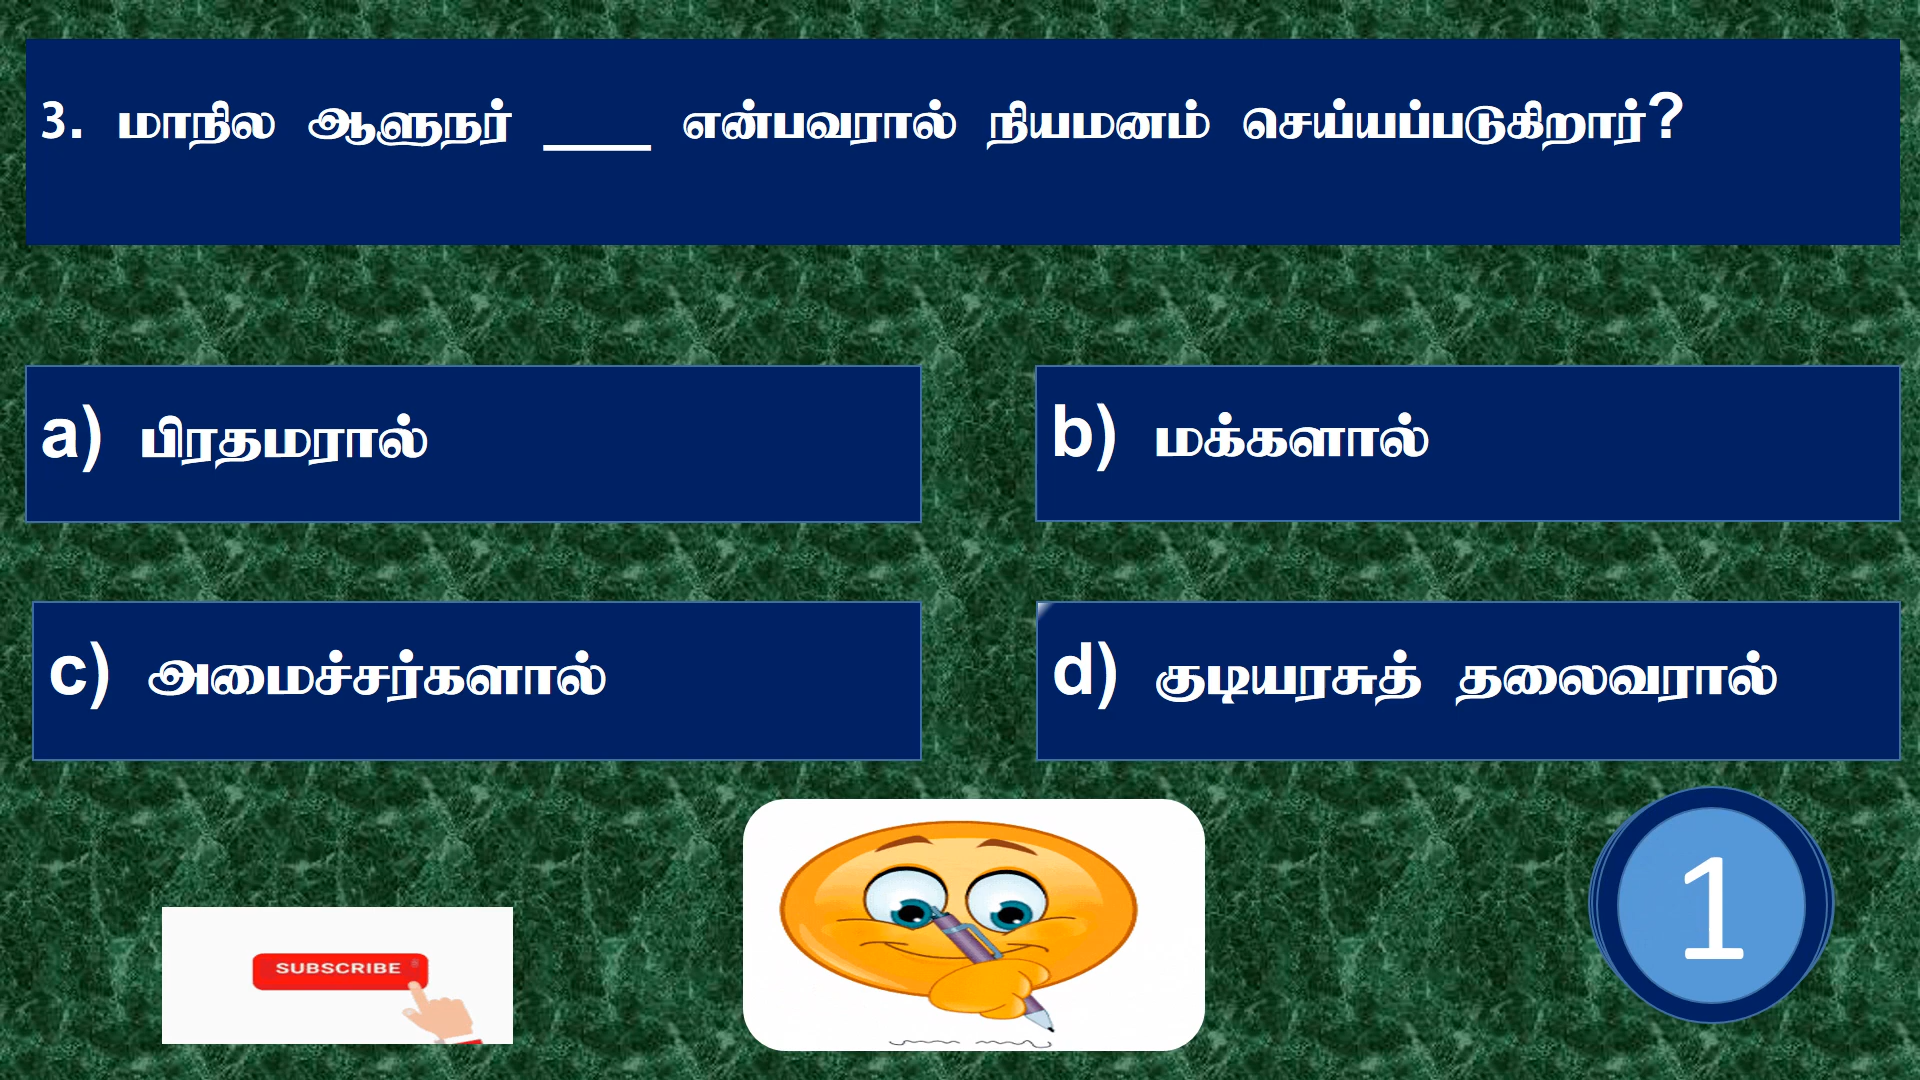 3. மாநில ஆளுநர் ____ என்பவரால் நியமனம் செய்யப்படுகிறார்?
a) பிரதமரால்
b) மக்களால்
c) அமைச்சர்களால்
d) குடியரசுத் தலைவரால்
SUBSCRIBE
1